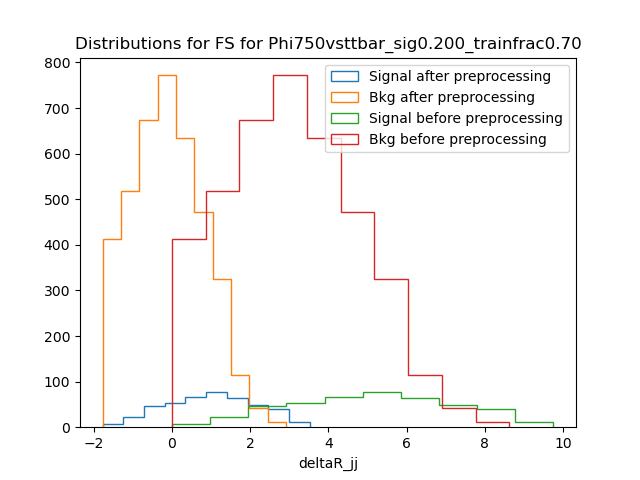 Distributions for FS for Phi750vsttbar_sig0.200_trainfrac0.70
Signal after preprocessing
Bkg after preprocessing
Signal before preprocessing
Bkg before preprocessing
800
700
600
500
400
300
200
100
0
−2 0 2 4 6 8 10
deltaR_jj